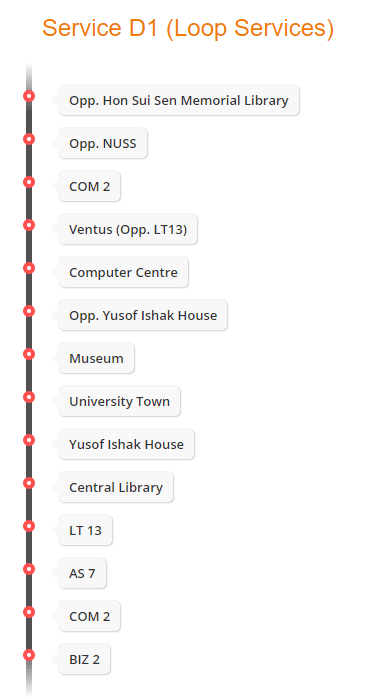 Service D1 (Loop Services)
Opp. Hon Sui Sen Memorial Library
Opp. NUSS
COM 2
Ventus (Opp. LT13)
Computer Centre
Opp. Yusof Ishak House
Museum
University Town
Yusof Ishak House
Central Library
LT 13
AS 7
COM 2
BIZ 2